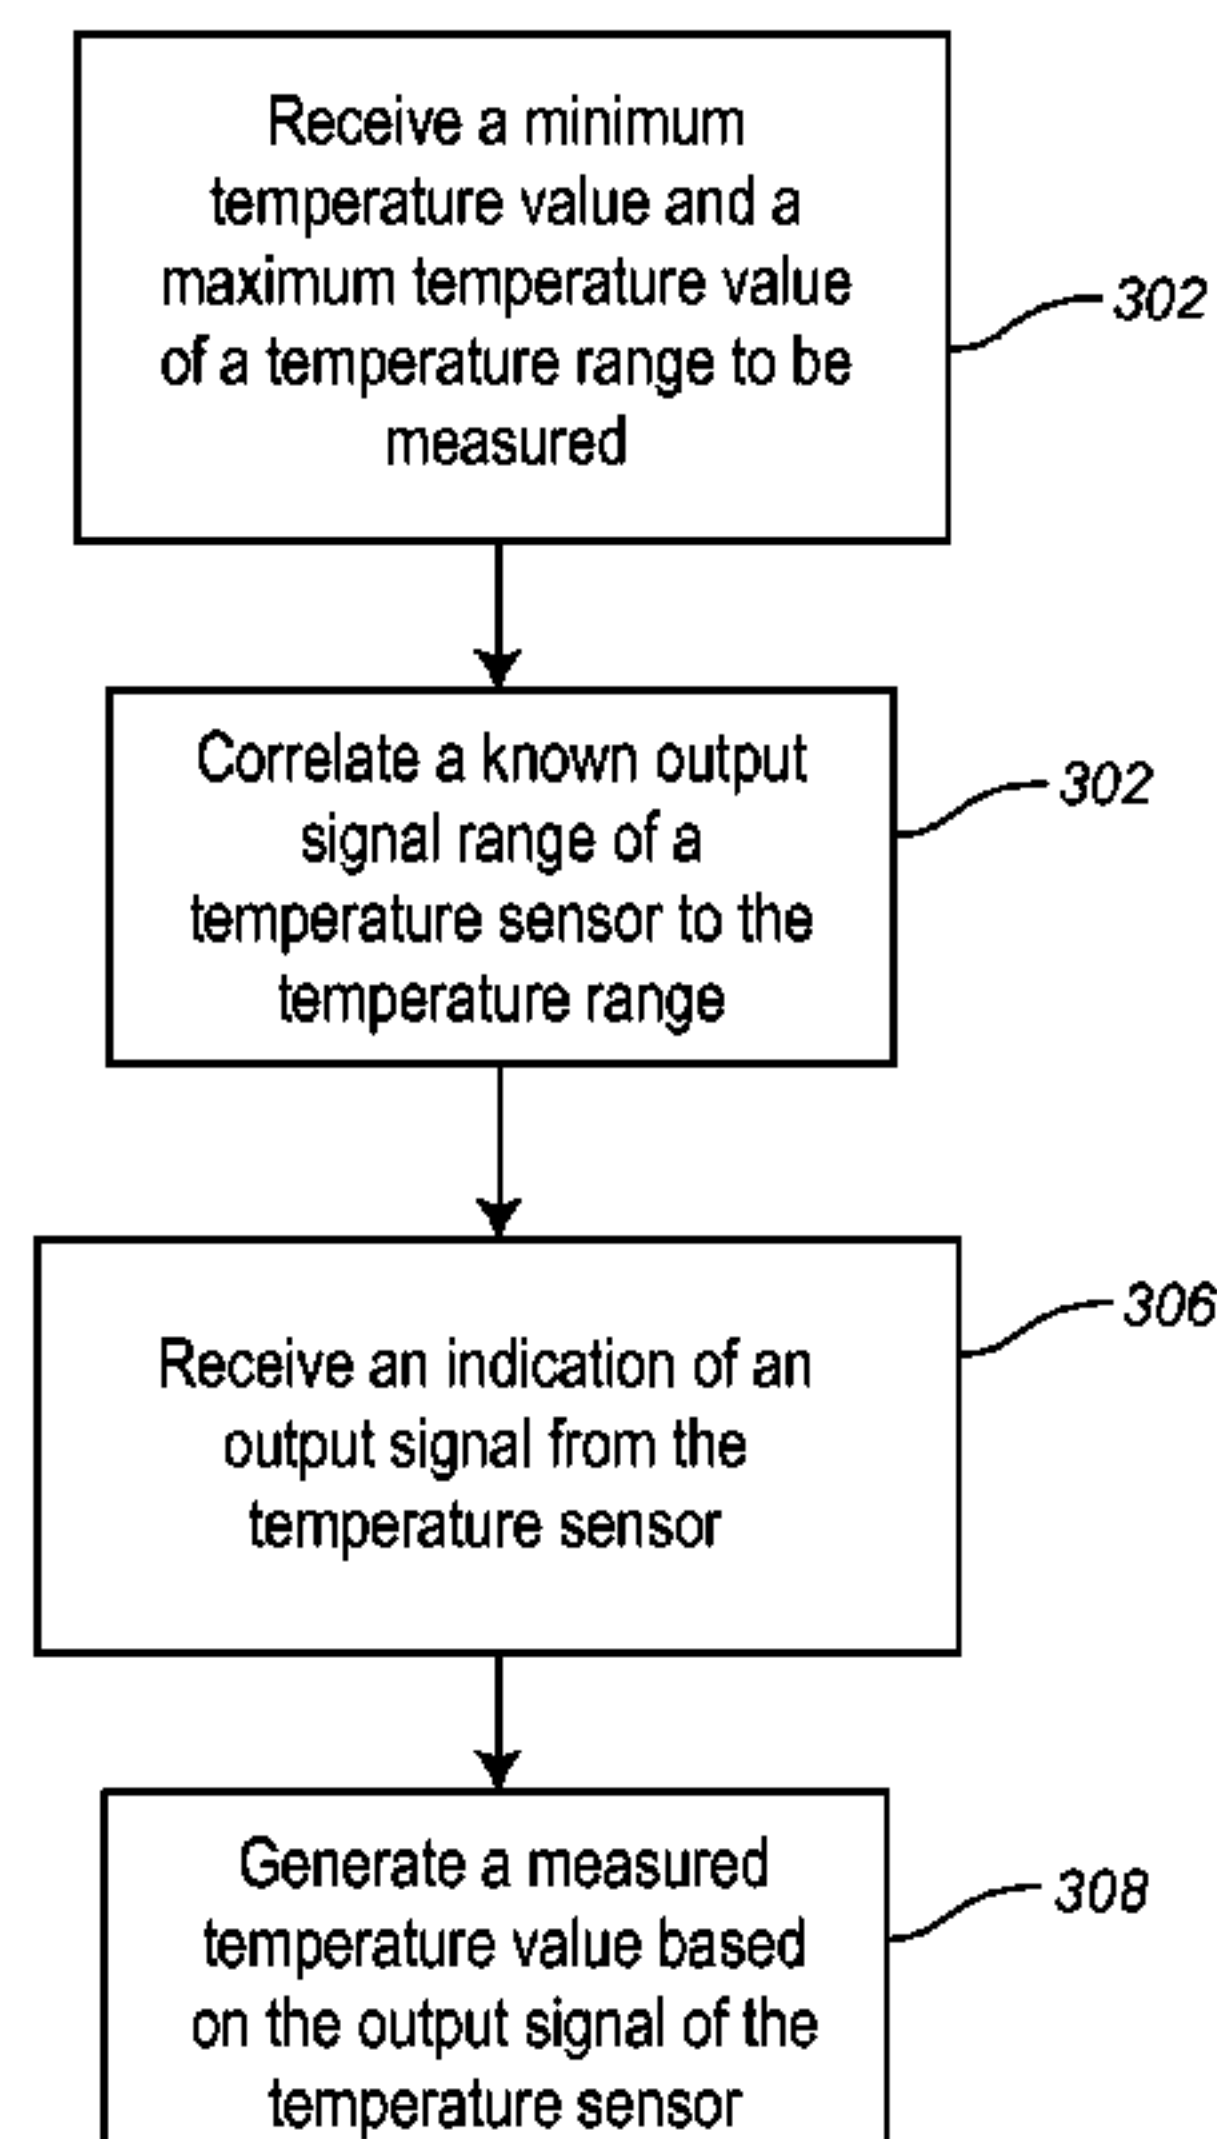 Receive a minimum
temperature value and a
maximum temperature value
of a temperature range to be
measured
302
Correlate a known output
signal range of a
temperature sensor to the
temperature range
302
Receive an indication of an
output signal from the
temperature sensor
306
Generate a measured
temperature value based
on the output signal of the
temperature sensor
308